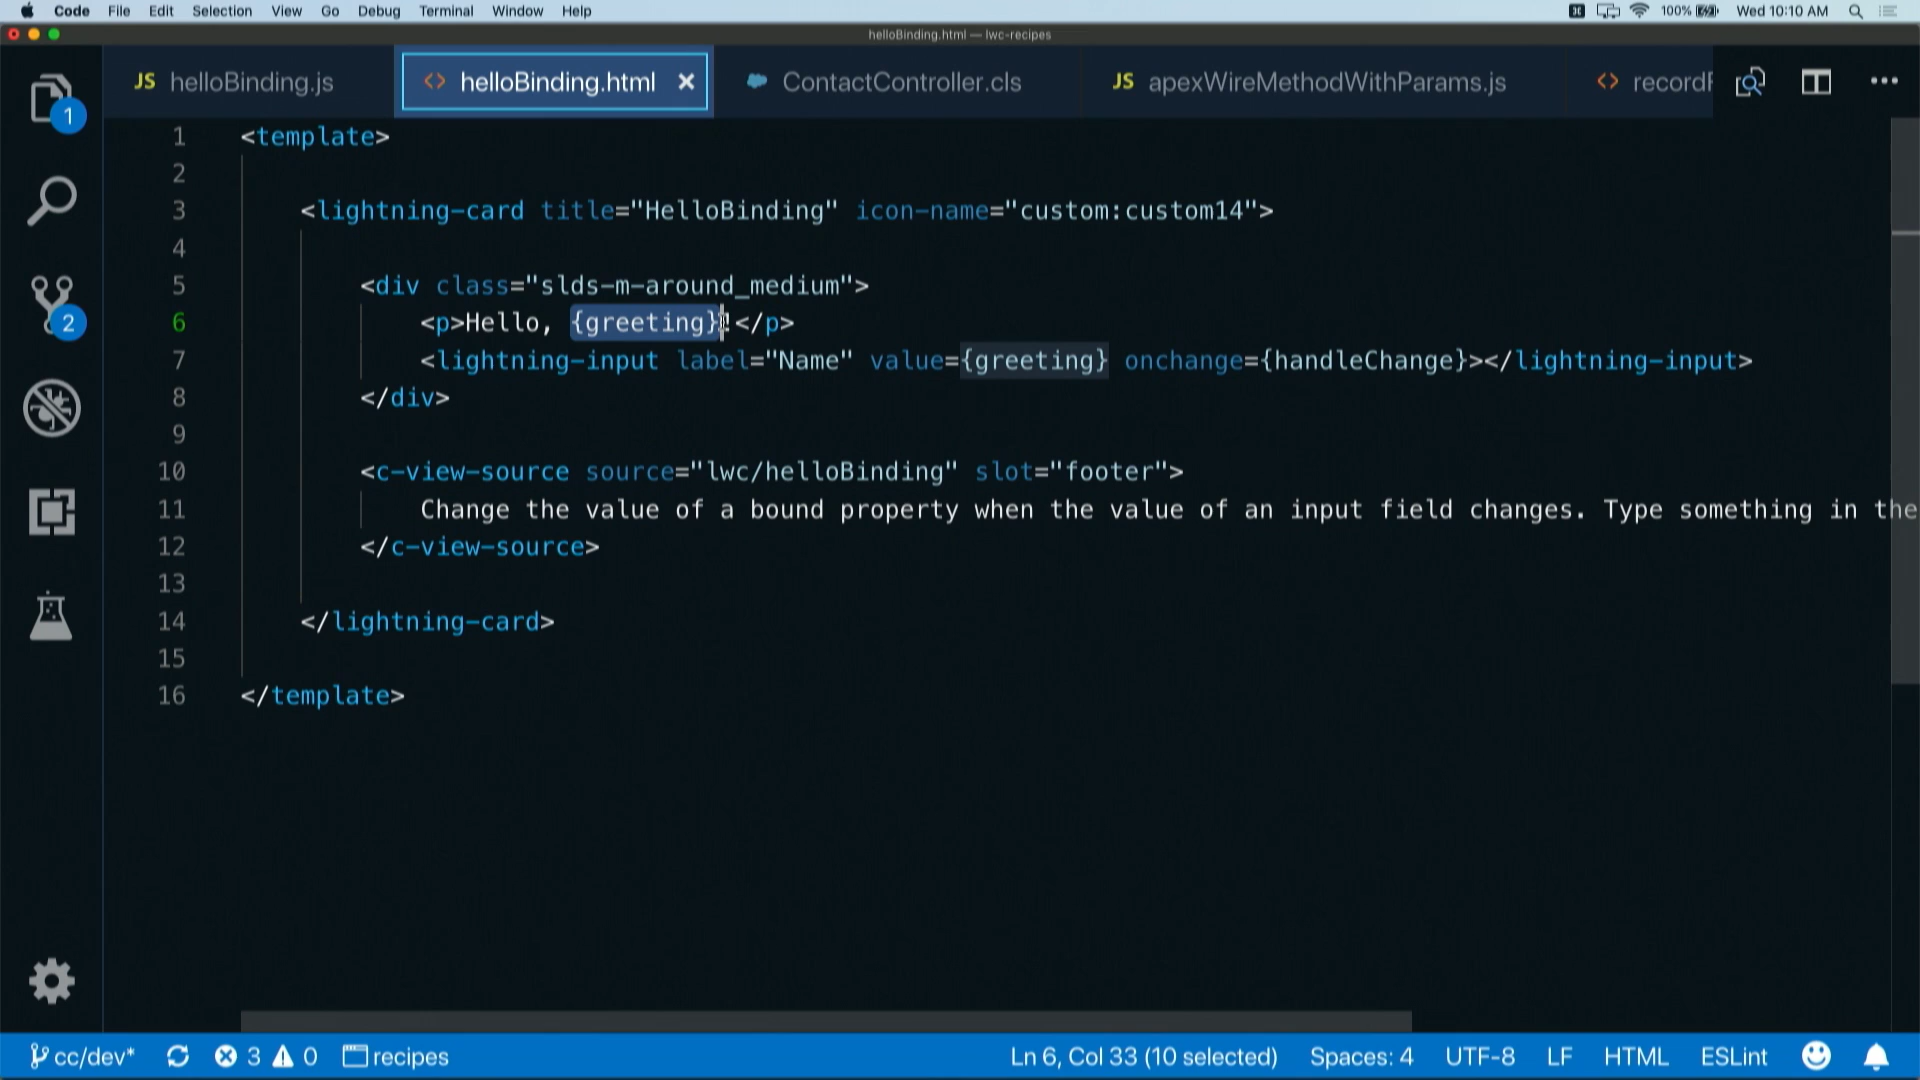 Code File Edit Selection View Go Debug Terminal Window Help 100% Wed 10:10 AM
helloBinding.html — lwc-recipes
JS helloBinding.js <> helloBinding.html × ContactController.cls JS apexWireMethodWithParams.js <> recordF
1 <template>
2
3 <lightning-card title="HelloBinding" icon-name="custom:custom14">
4
5 <div class="slds-m-around_medium">
6 <p>Hello, {greeting}!</p>
7 <lightning-input label="Name" value={greeting} onchange={handleChange}></lightning-input>
8 </div>
9
10 <c-view-source source="lwc/helloBinding" slot="footer">
11 Change the value of a bound property when the value of an input field changes. Type something in the
12 </c-view-source>
13
14 </lightning-card>
15
16 </template>
1
2
cc/dev* 3 0 recipes Ln 6, Col 33 (10 selected) Spaces: 4 UTF-8 LF HTML ESLint